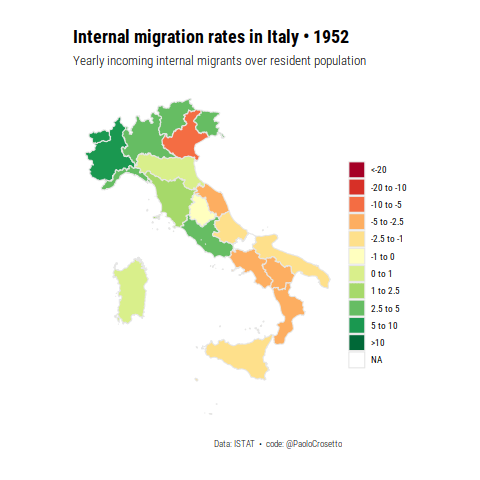 Internal migration rates in Italy • 1952
Yearly incoming internal migrants over resident population
<-20
-20 to -10
-10 to -5
-5 to -2.5
-2.5 to -1
-1 to 0
0 to 1
1 to 2.5
2.5 to 5
5 to 10
>10
NA
Data: ISTAT • code: @PaoloCrosetto